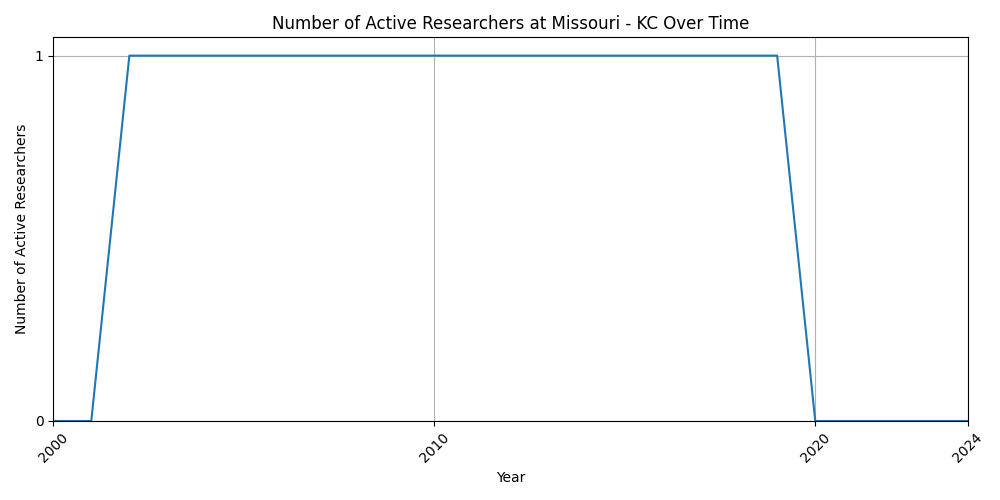 Number of Active Researchers at Missouri - KC Over Time
1
0
Number of Active Researchers
2000
2010
2020
2024
Year